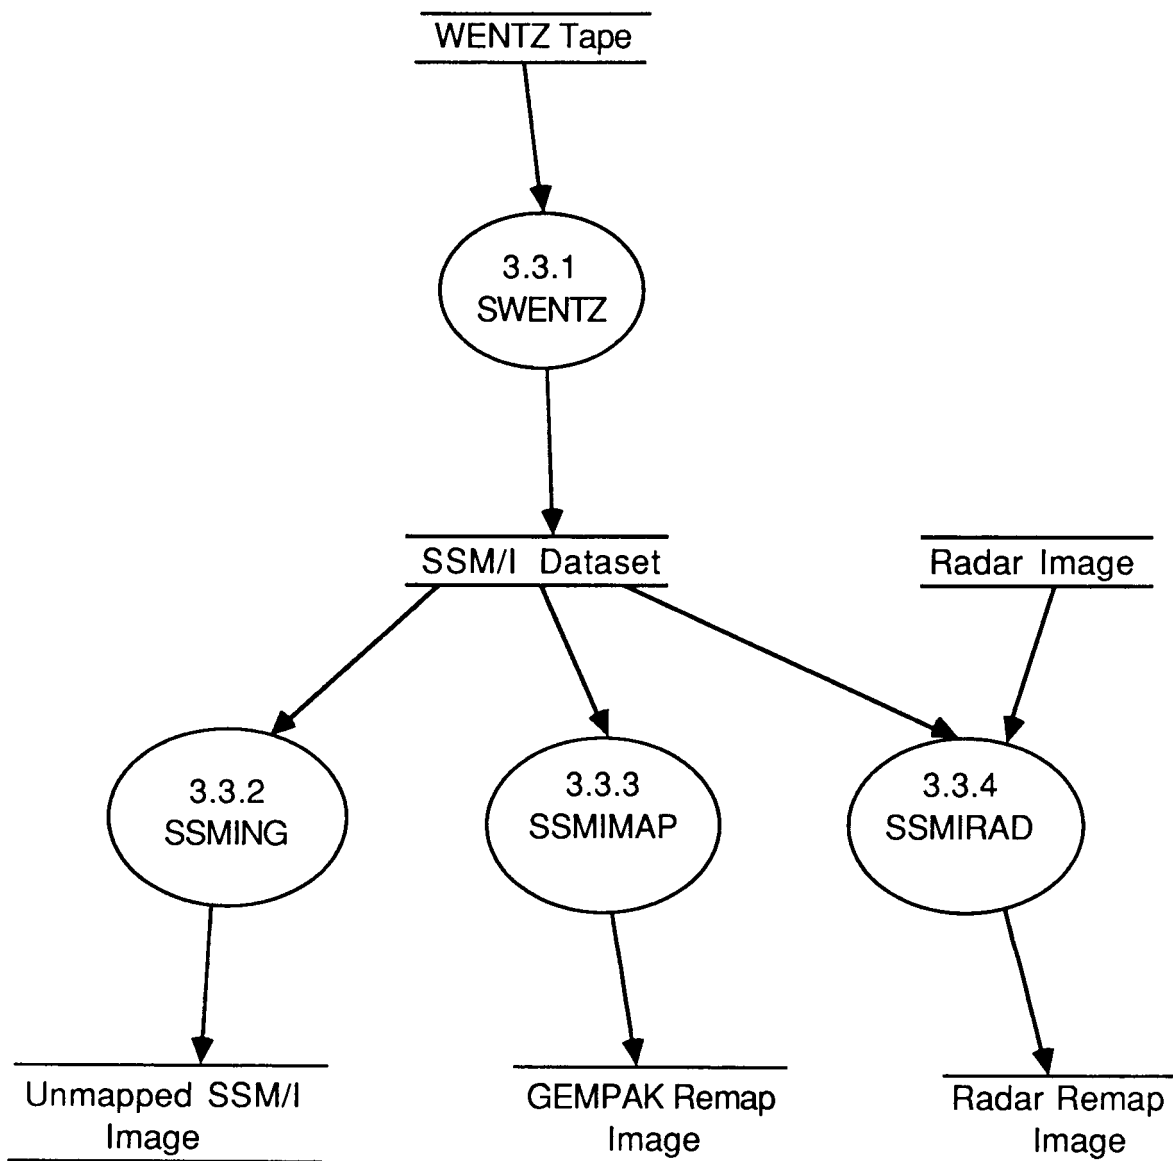 WENTZ Tape
3.3.1
SWENTZ
SSM/I Dataset
Radar Image
3.3.2
SSMING
3.3.3
SSMIMAP
3.3.4
SSMIRAD
Unmapped SSM/I
Image
GEMPAK Remap
Image
Radar Remap
Image